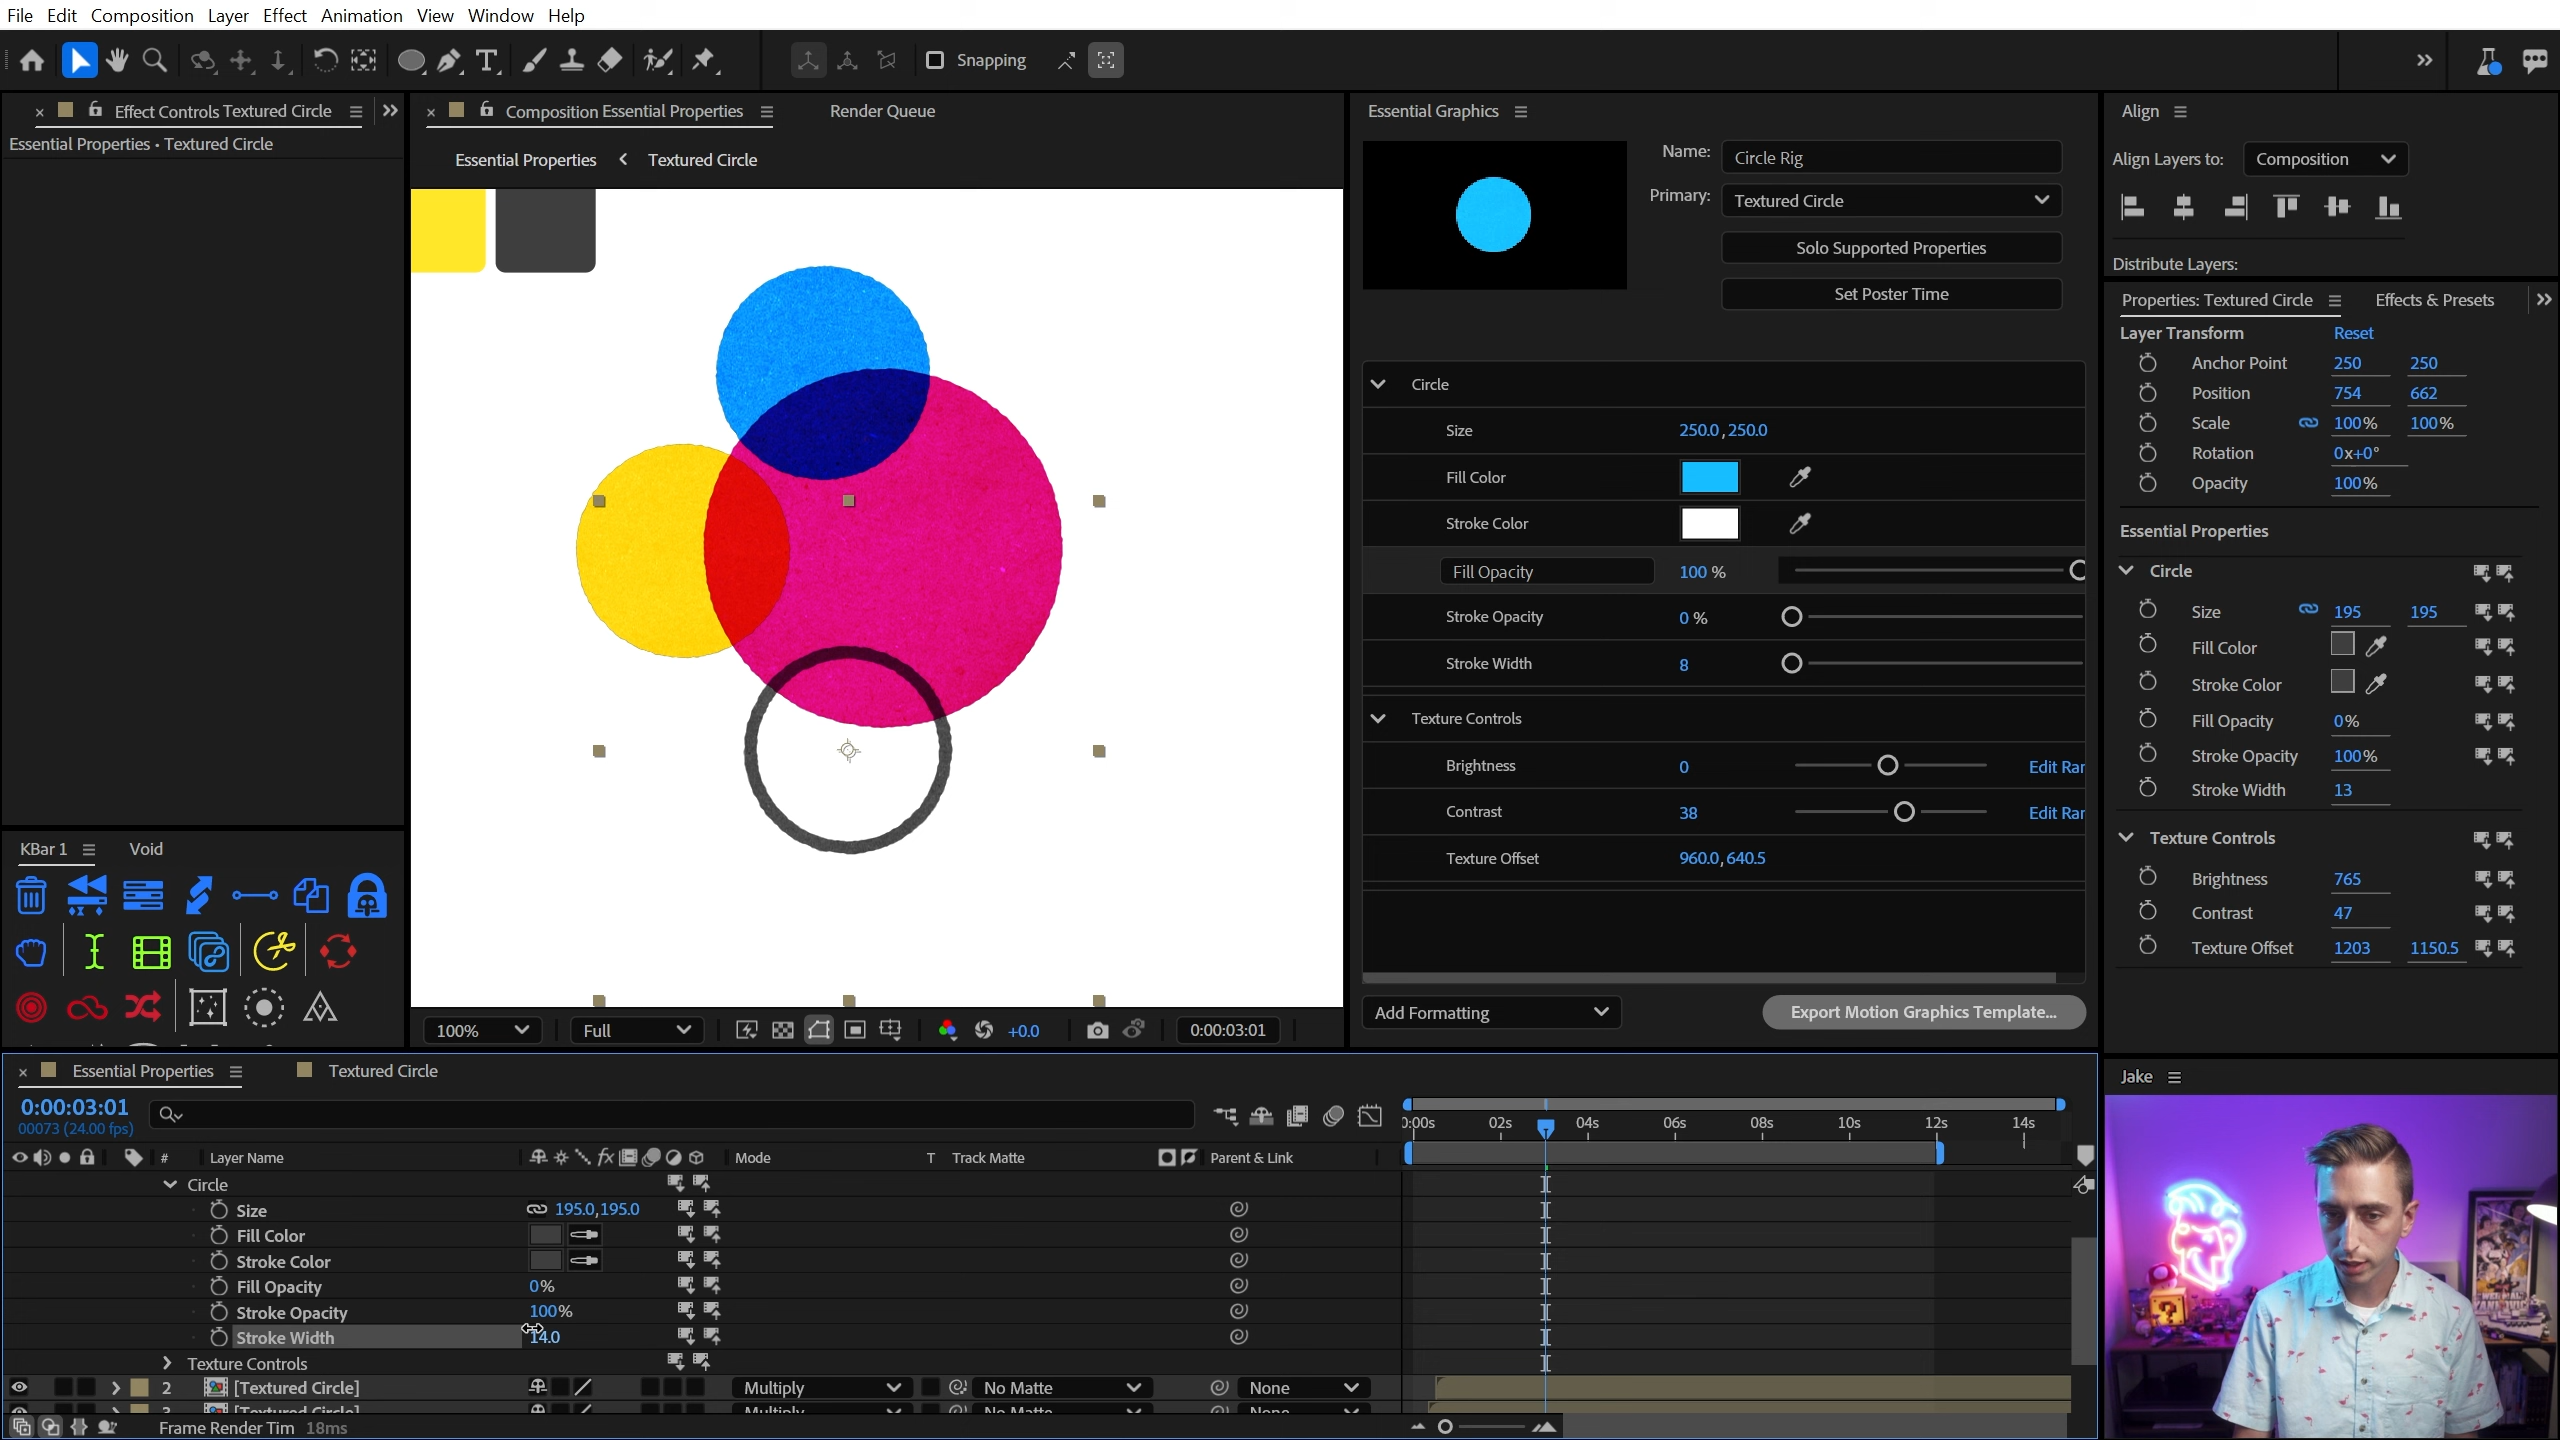 File Edit Composition Layer Effect Animation View Window Help
Snapping
Effect Controls Textured Circle
Essential Properties • Textured Circle
Composition Essential Properties
Render Queue
Essential Properties
Textured Circle
Essential Graphics
Name: Circle Rig
Primary: Textured Circle
Solo Supported Properties
Set Poster Time
Circle
Size 250.0,250.0
Fill Color
Stroke Color
Fill Opacity 100 %
Stroke Opacity 0 %
Stroke Width 8
Texture Controls
Brightness 0 Edit Ran
Contrast 38 Edit Ran
Texture Offset 960.0,640.5
Add Formatting
Export Motion Graphics Template...
Align
Align Layers to: Composition
Distribute Layers:
Properties: Textured Circle
Effects & Presets
Layer Transform Reset
Anchor Point 250 250
Position 754 662
Scale 100% 100%
Rotation 0x+0°
Opacity 100%
Essential Properties
Circle
Size 195 195
Fill Color
Stroke Color
Fill Opacity 0%
Stroke Opacity 100%
Stroke Width 13
Texture Controls
Brightness 765
Contrast 47
Texture Offset 1203 1150.5
KBar 1
Void
100%
Full
+0.0
0:00:03:01
Essential Properties
Textured Circle
0:00:03:01
00073 (24.00 fps)
0:00s 02s 04s 06s 08s 10s 12s 14s
# Layer Name
Mode
T Track Matte
Parent & Link
Circle
Size 195.0,195.0
Fill Color
Stroke Color
Fill Opacity 0%
Stroke Opacity 100%
Stroke Width 14.0
Texture Controls
2 [Textured Circle] Multiply No Matte None
3 [Textured Circle] Multiply No Matte None
Frame Render Tim 18ms
Jake